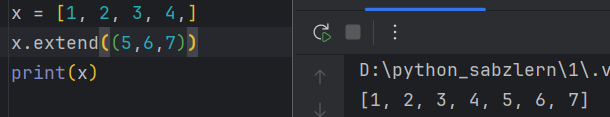 x = [1, 2, 3, 4,]
x.extend((5,6,7))
print(x)
D:\python_sabzlern\1\.v
[1, 2, 3, 4, 5, 6, 7]